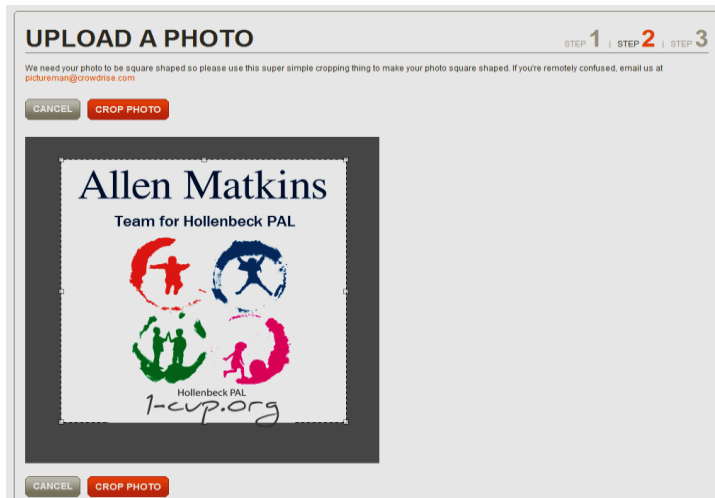 UPLOAD A PHOTO
STEP 1 | STEP 2 | STEP 3
We need your photo to be square shaped so please use this super simple cropping thing to make your photo square shaped. If you're remotely confused, email us at
pictureman@crowdrise.com
CANCEL CROP PHOTO
Allen Matkins
Team for Hollenbeck PAL
Hollenbeck PAL
1-cup.org
CANCEL CROP PHOTO